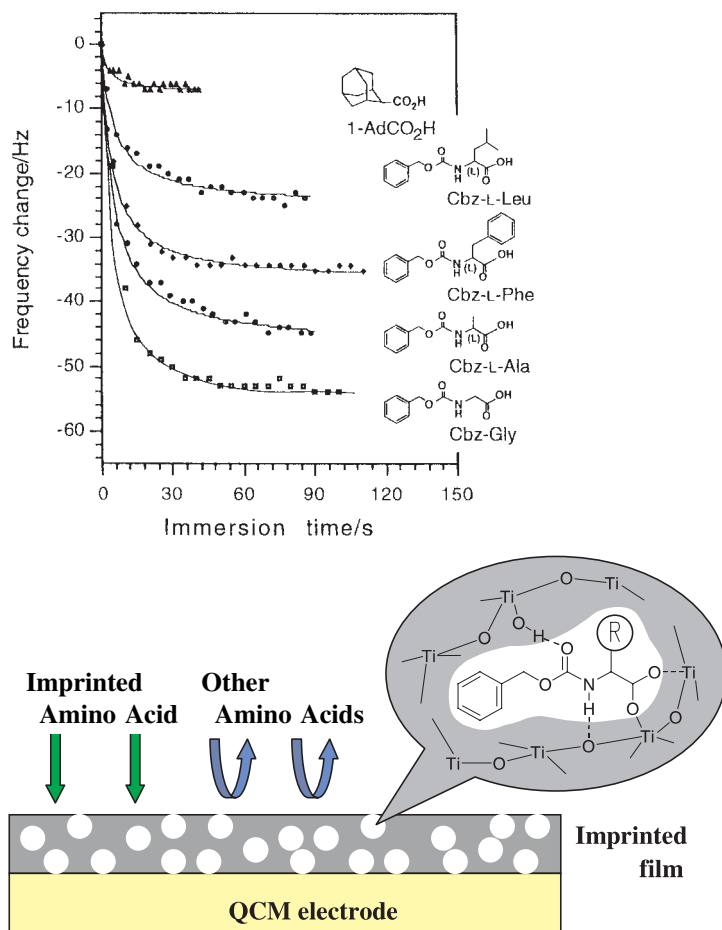 0
-10
-20
-30
-40
-50
-60
Frequency change/Hz
0 30 60 90 120 150
Immersion time/s
CO2H
1-AdCO2H
O
O
N
H
(L)
OH
O
Cbz-L-Leu
O
O
N
H
(L)
OH
O
Cbz-L-Phe
O
O
N
H
(L)
OH
O
Cbz-L-Ala
O
O
N
H
OH
O
Cbz-Gly
Ti
O
Ti
O
H
O
Ti
O
R
O
N
H
O
O
Ti
O
Ti
O
Ti
O
Ti
Imprinted
Amino Acid
Other
Amino Acids
Imprinted
film
QCM electrode